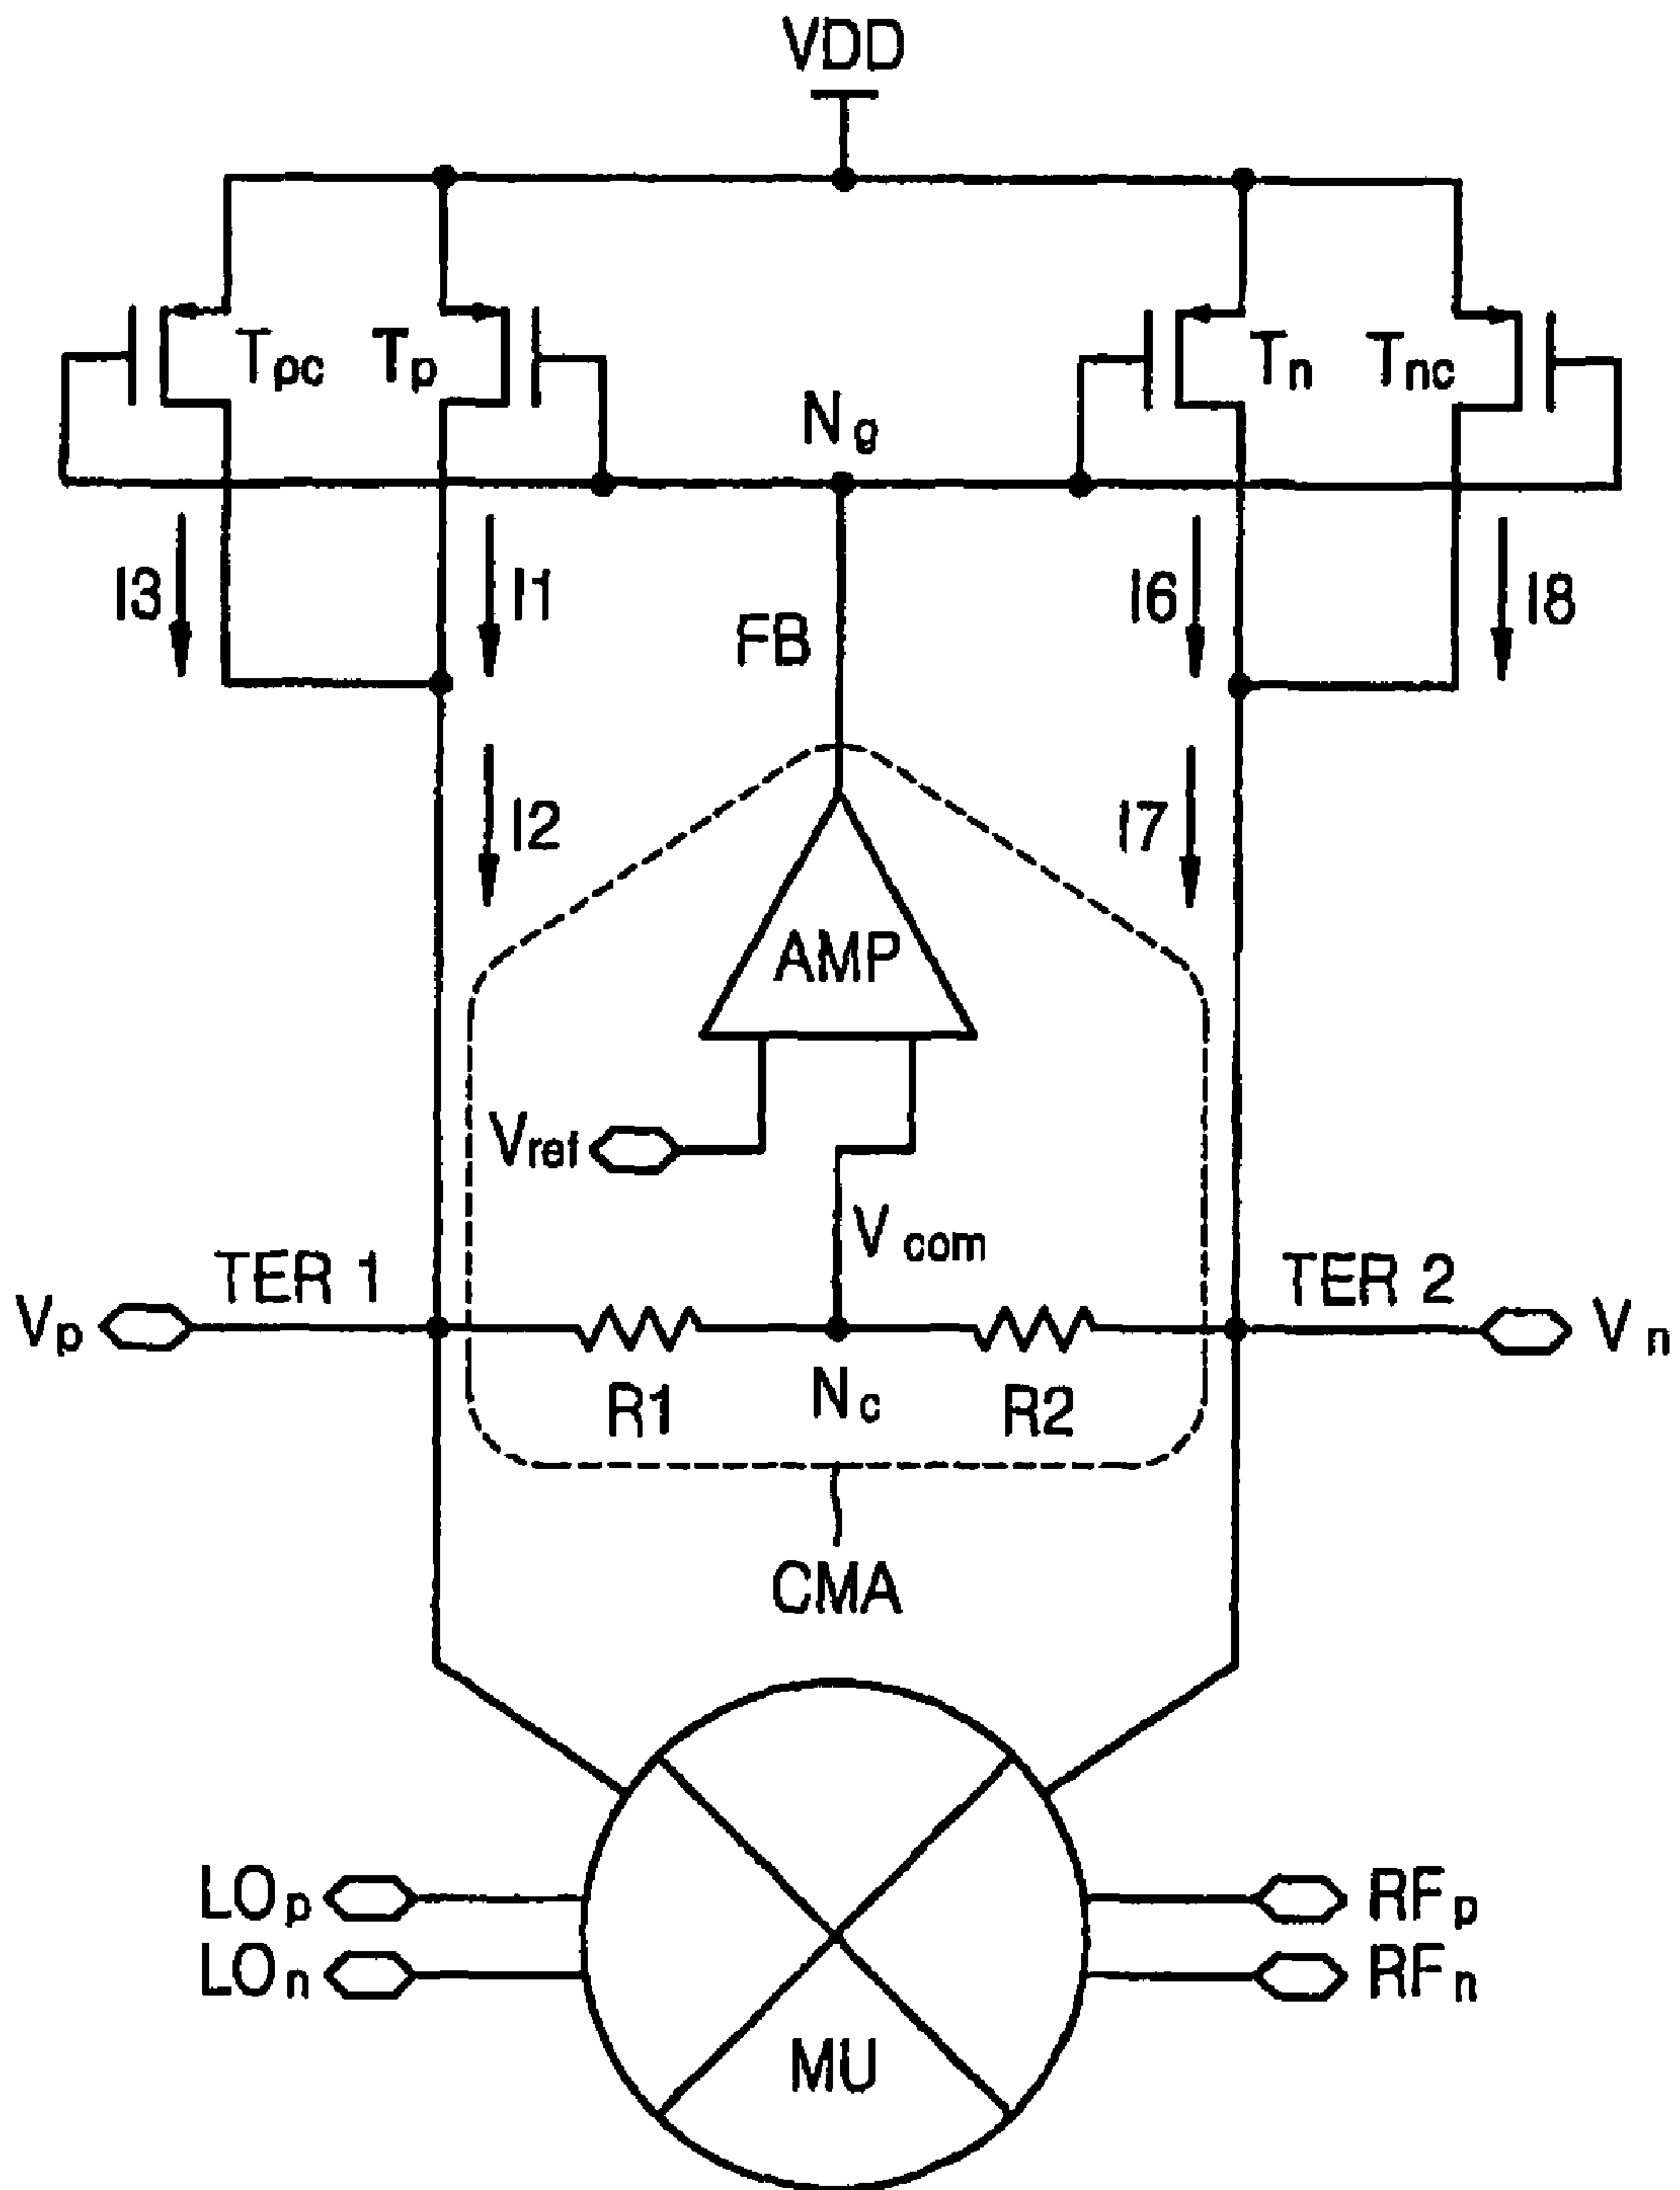 VDD
Tpc Tp Tn Tnc
Ng
I3 I1 I6 I8
FB
I2 I7
AMP
Vref
Vcom
TER 1 TER 2
Vp Vn
R1 Nc R2
CMA
LOp RFp
LOn RFn
MU